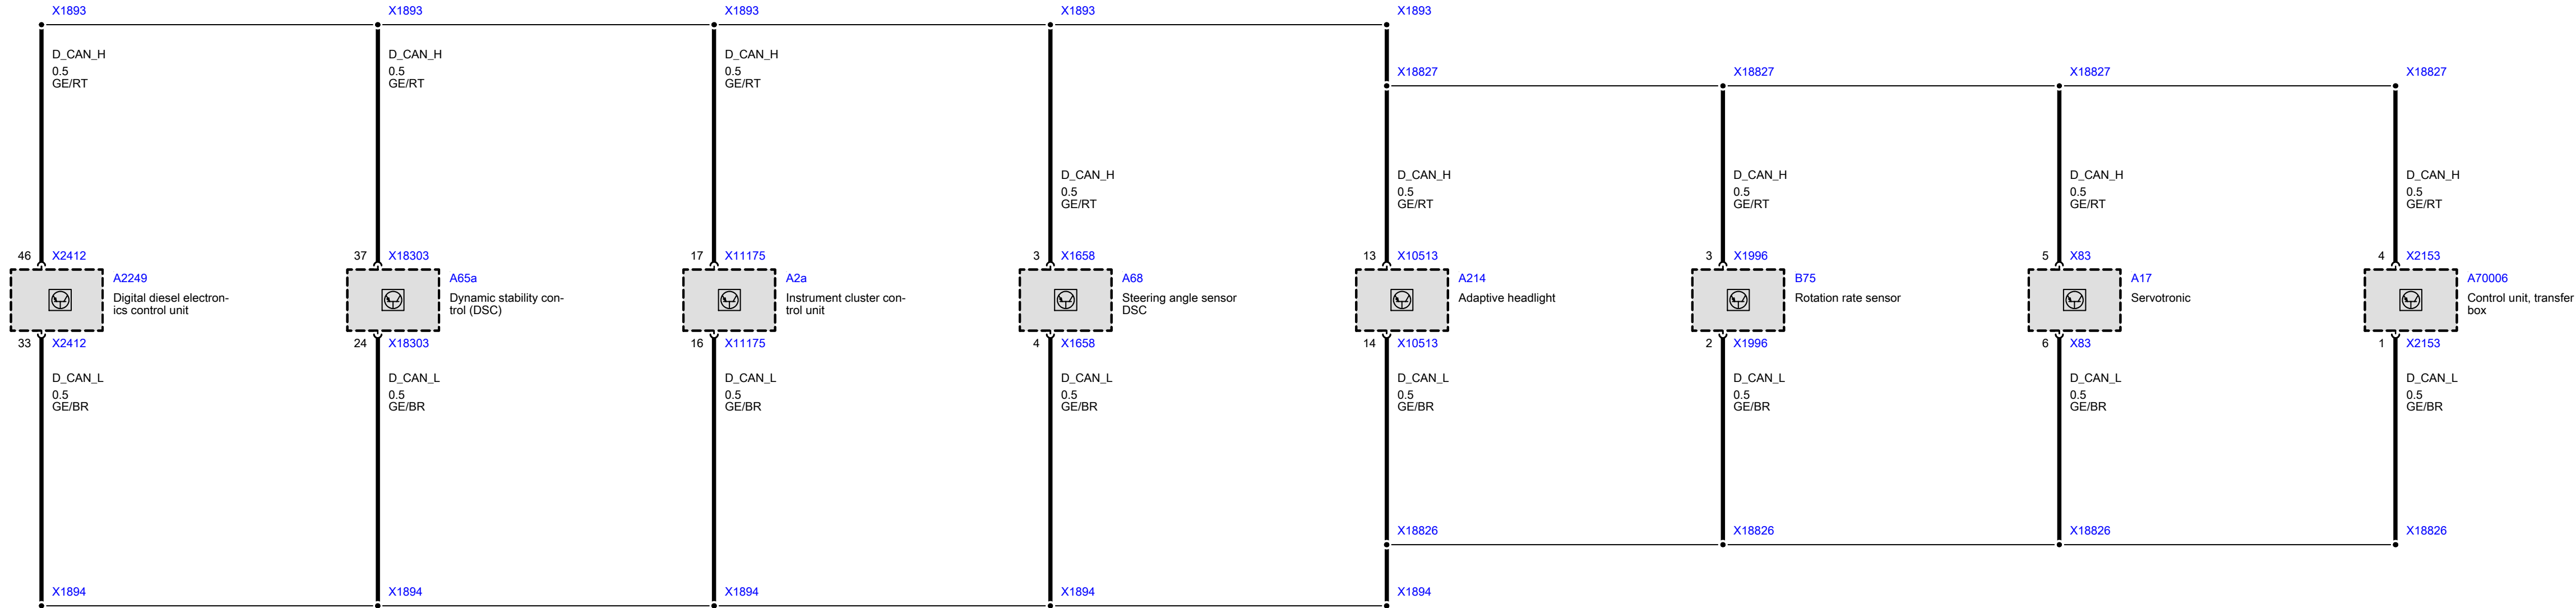 X1893
X1893
X1893
X1893
X1893
D_CAN_H
0.5
GE/RT
D_CAN_H
0.5
GE/RT
D_CAN_H
0.5
GE/RT
X18827
X18827
X18827
X18827
D_CAN_H
0.5
GE/RT
D_CAN_H
0.5
GE/RT
D_CAN_H
0.5
GE/RT
D_CAN_H
0.5
GE/RT
D_CAN_H
0.5
GE/RT
46 X2412
A2249
Digital diesel electron-
ics control unit
33 X2412
37 X18303
A65a
Dynamic stability con-
trol (DSC)
24 X18303
17 X11175
A2a
Instrument cluster con-
trol unit
16 X11175
3 X1658
A68
Steering angle sensor
DSC
4 X1658
13 X10513
A214
Adaptive headlight
14 X10513
3 X1996
B75
Rotation rate sensor
2 X1996
5 X83
A17
Servotronic
6 X83
4 X2153
A70006
Control unit, transfer
box
1 X2153
D_CAN_L
0.5
GE/BR
D_CAN_L
0.5
GE/BR
D_CAN_L
0.5
GE/BR
D_CAN_L
0.5
GE/BR
D_CAN_L
0.5
GE/BR
D_CAN_L
0.5
GE/BR
D_CAN_L
0.5
GE/BR
D_CAN_L
0.5
GE/BR
X18826
X18826
X18826
X18826
X1894
X1894
X1894
X1894
X1894